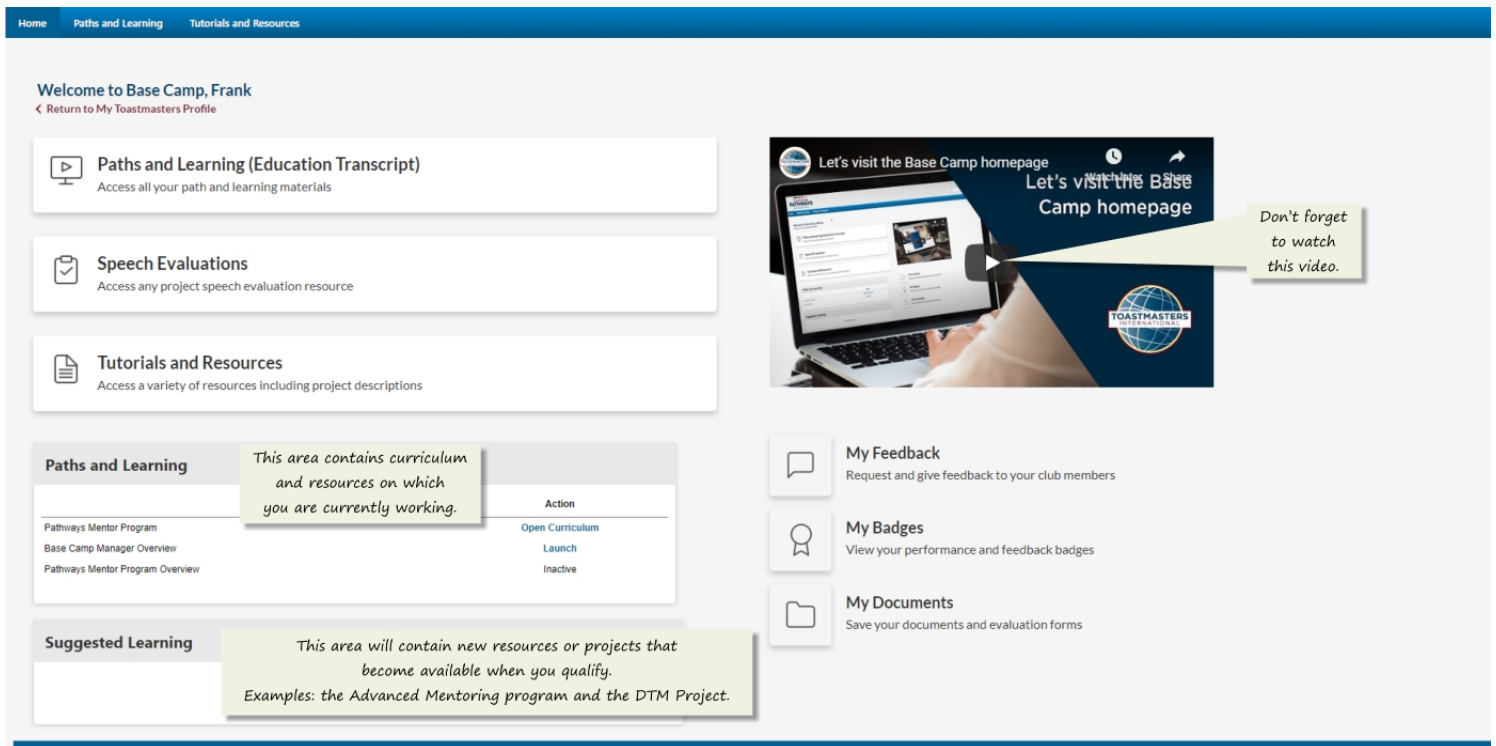 Home Paths and Learning Tutorials and Resources
Welcome to Base Camp, Frank
Return to My Toastmasters Profile
Paths and Learning (Education Transcript)
Access all your path and learning materials
Speech Evaluations
Access any project speech evaluation resource
Tutorials and Resources
Access a variety of resources including project descriptions
Let's visit the Base Camp homepage
Watch later Share
Let's visit the Base
Camp homepage
TOASTMASTERS
INTERNATIONAL
Don't forget
to watch
this video.
Paths and Learning
This area contains curriculum
and resources on which
you are currently working.
Action
Pathways Mentor Program Open Curriculum
Base Camp Manager Overview Launch
Pathways Mentor Program Overview Inactive
Suggested Learning
This area will contain new resources or projects that
become available when you qualify.
Examples: the Advanced Mentoring program and the DTM Project.
My Feedback
Request and give feedback to your club members
My Badges
View your performance and feedback badges
My Documents
Save your documents and evaluation forms